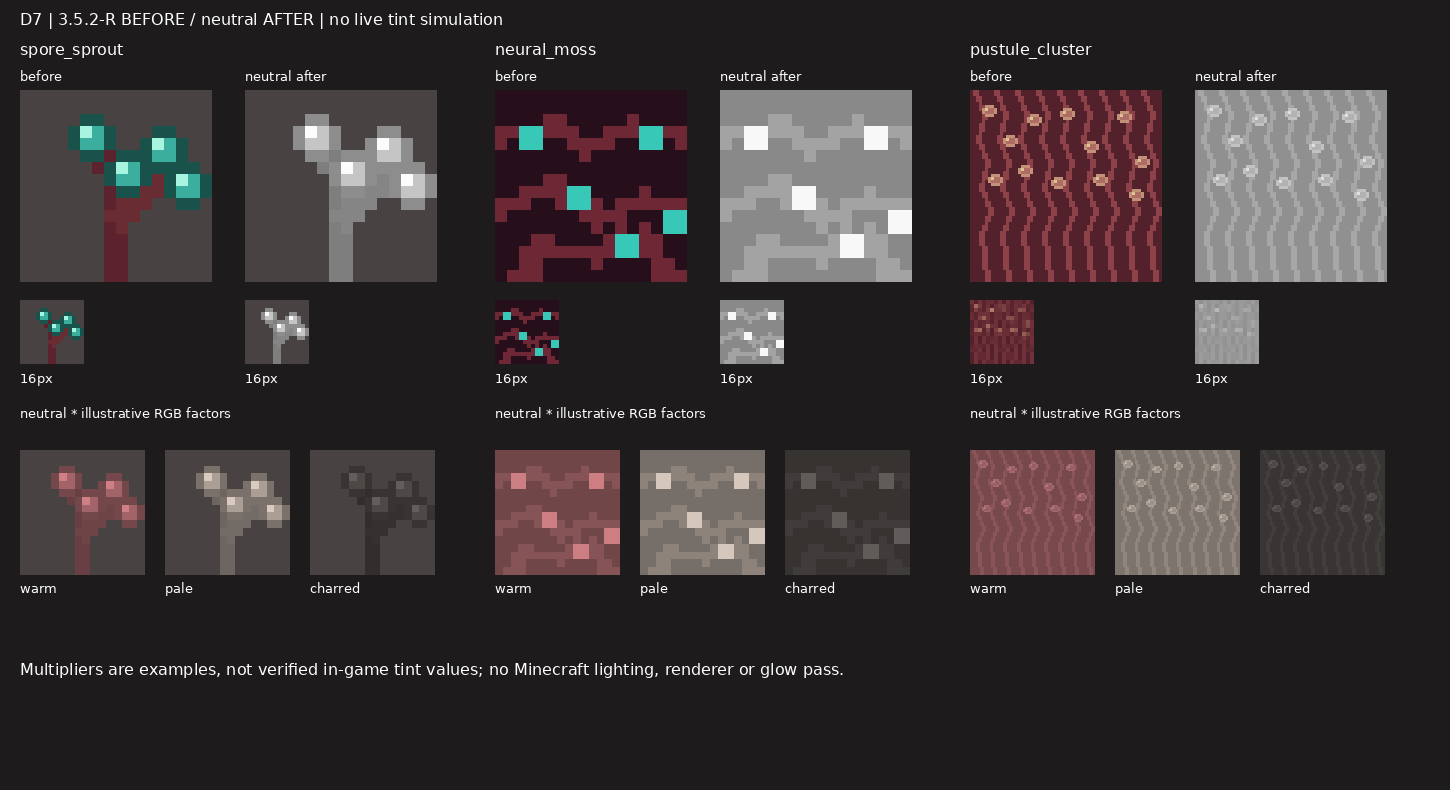 D7 | 3.5.2-R BEFORE / neutral AFTER | no live tint simulation
spore_sprout
before
neutral after
16px
16px
neutral * illustrative RGB factors
warm
pale
charred
neural_moss
before
neutral after
16px
16px
neutral * illustrative RGB factors
warm
pale
charred
pustule_cluster
before
neutral after
16px
16px
neutral * illustrative RGB factors
warm
pale
charred
Multipliers are examples, not verified in-game tint values; no Minecraft lighting, renderer or glow pass.